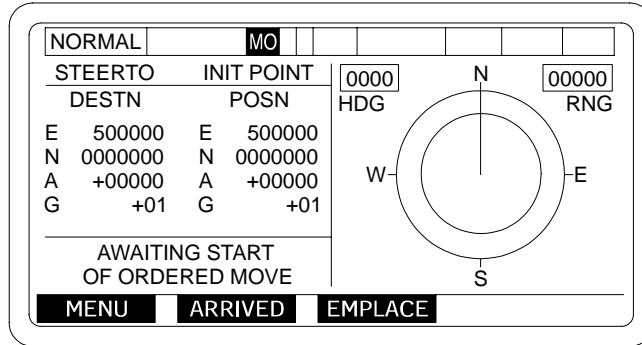 NORMAL MO
STEERTO INIT POINT
DESTN POSN
E 500000 E 500000
N 0000000 N 0000000
A +00000 A +00000
G +01 G +01
AWAITING START
OF ORDERED MOVE
0000 N 00000
HDG RNG
W E
S
MENU ARRIVED EMPLACE